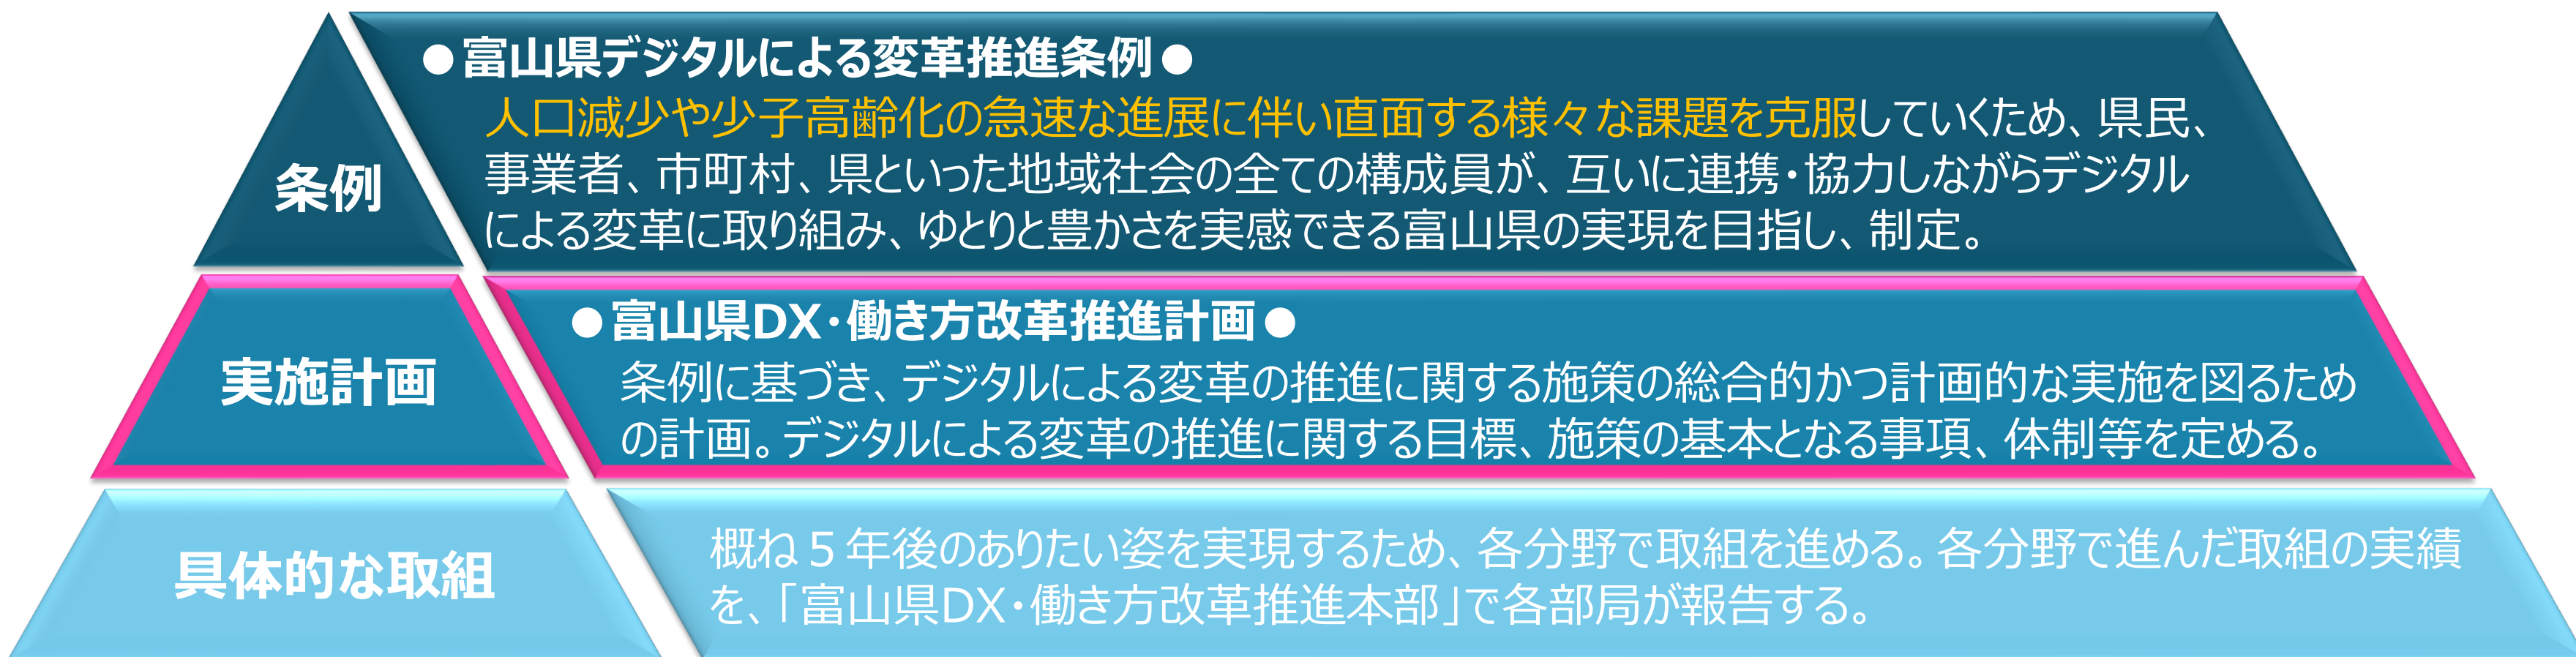 条例
●富山県デジタルによる変革推進条例●
人口減少や少子高齢化の急速な進展に伴い直面する様々な課題を克服していくため、県民、
事業者、市町村、県といった地域社会の全ての構成員が、互いに連携・協力しながらデジタル
による変革に取り組み、ゆとりと豊かさを実感できる富山県の実現を目指し、制定。
実施計画
●富山県DX・働き方改革推進計画●
条例に基づき、デジタルによる変革の推進に関する施策の総合的かつ計画的な実施を図るため
の計画。デジタルによる変革の推進に関する目標、施策の基本となる事項、体制等を定める。
具体的な取組
概ね５年後のありたい姿を実現するため、各分野で取組を進める。各分野で進んだ取組の実績
を、「富山県DX・働き方改革推進本部」で各部局が報告する。